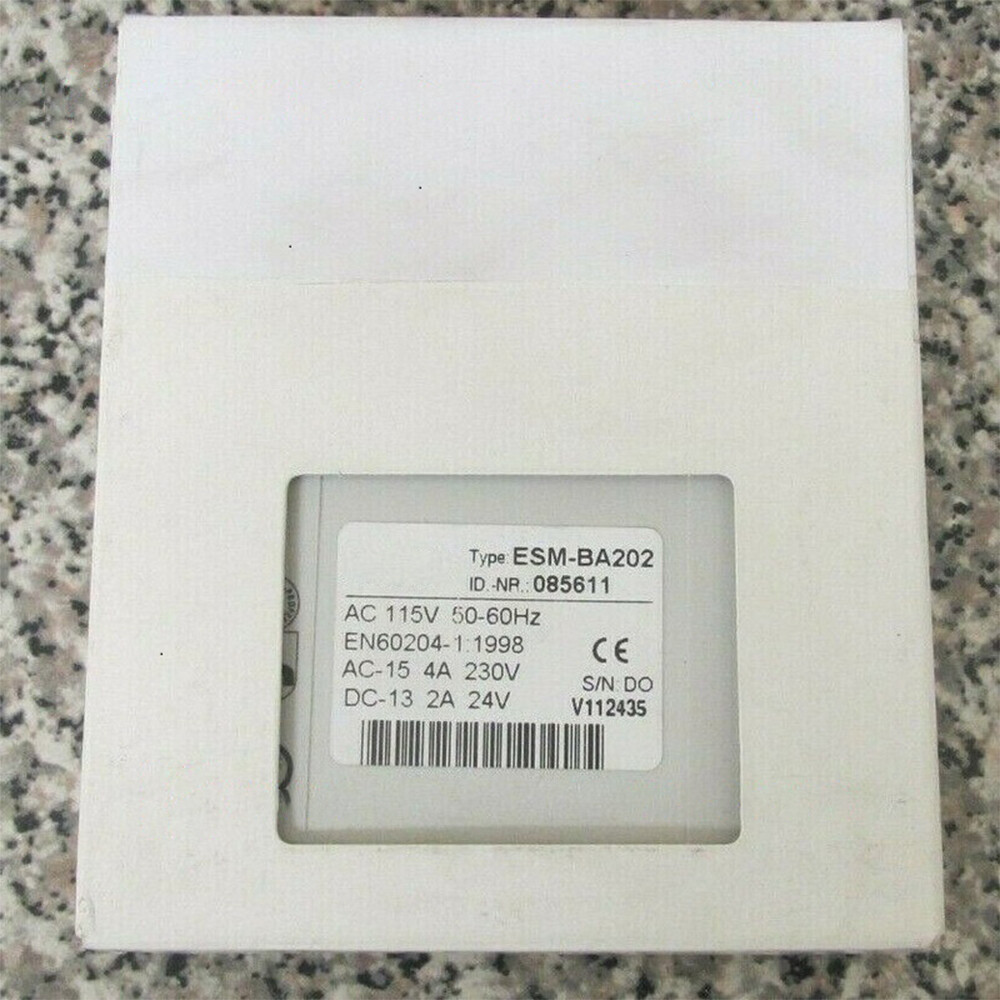 Type: ESM-BA202
ID.-NR.: 085611
AC 115V 50-60Hz
EN60204-1:1998
AC-15 4A 230V
DC-13 2A 24V
CE
S/N: DO
V112435